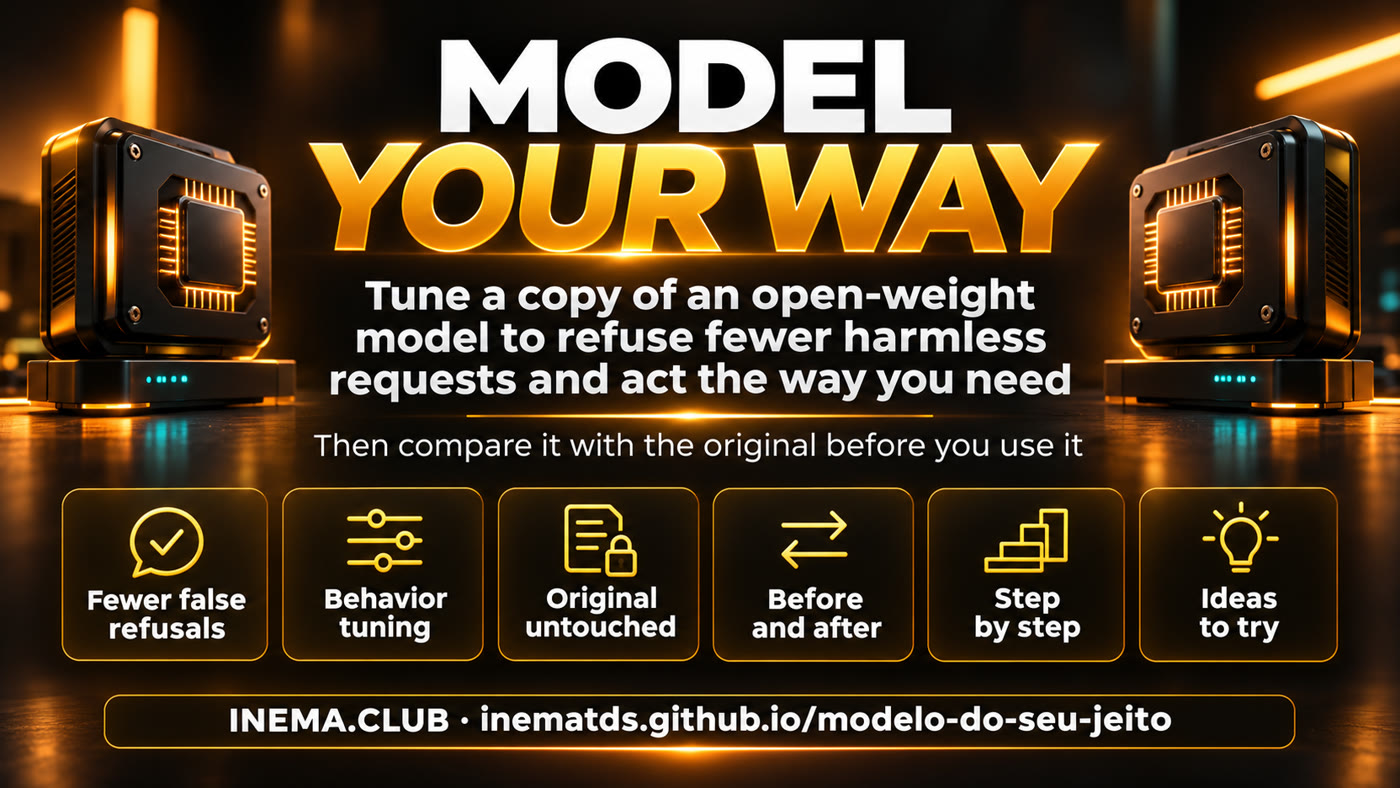 MODEL
YOUR WAY
Tune a copy of an open-weight
model to refuse fewer harmless
requests and act the way you need
Then compare it with the original before you use it
Fewer false
refusals
Behavior
tuning
Original
untouched
Before
and after
Step
by step
Ideas
to try
INEMA.CLUB · inematds.github.io/modelo-do-seu-jeito